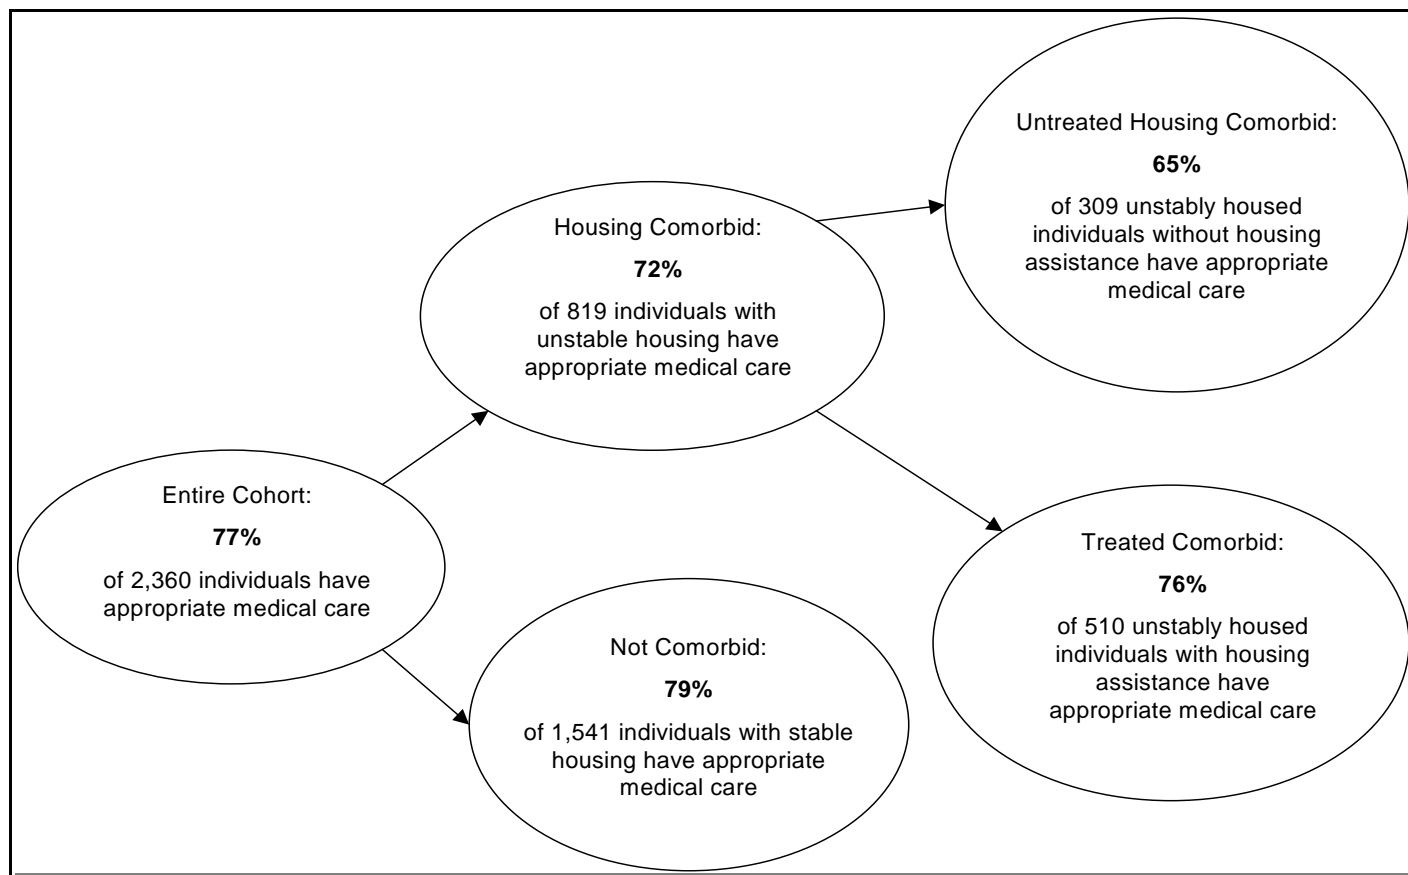 Untreated Housing Comorbid:
65%
of 309 unstably housed
individuals without housing
assistance have appropriate
medical care
Housing Comorbid:
72%
of 819 individuals with
unstable housing have
appropriate medical care
Entire Cohort:
77%
of 2,360 individuals have
appropriate medical care
Treated Comorbid:
76%
of 510 unstably housed
individuals with housing
assistance have
appropriate medical care
Not Comorbid:
79%
of 1,541 individuals with stable
housing have appropriate
medical care